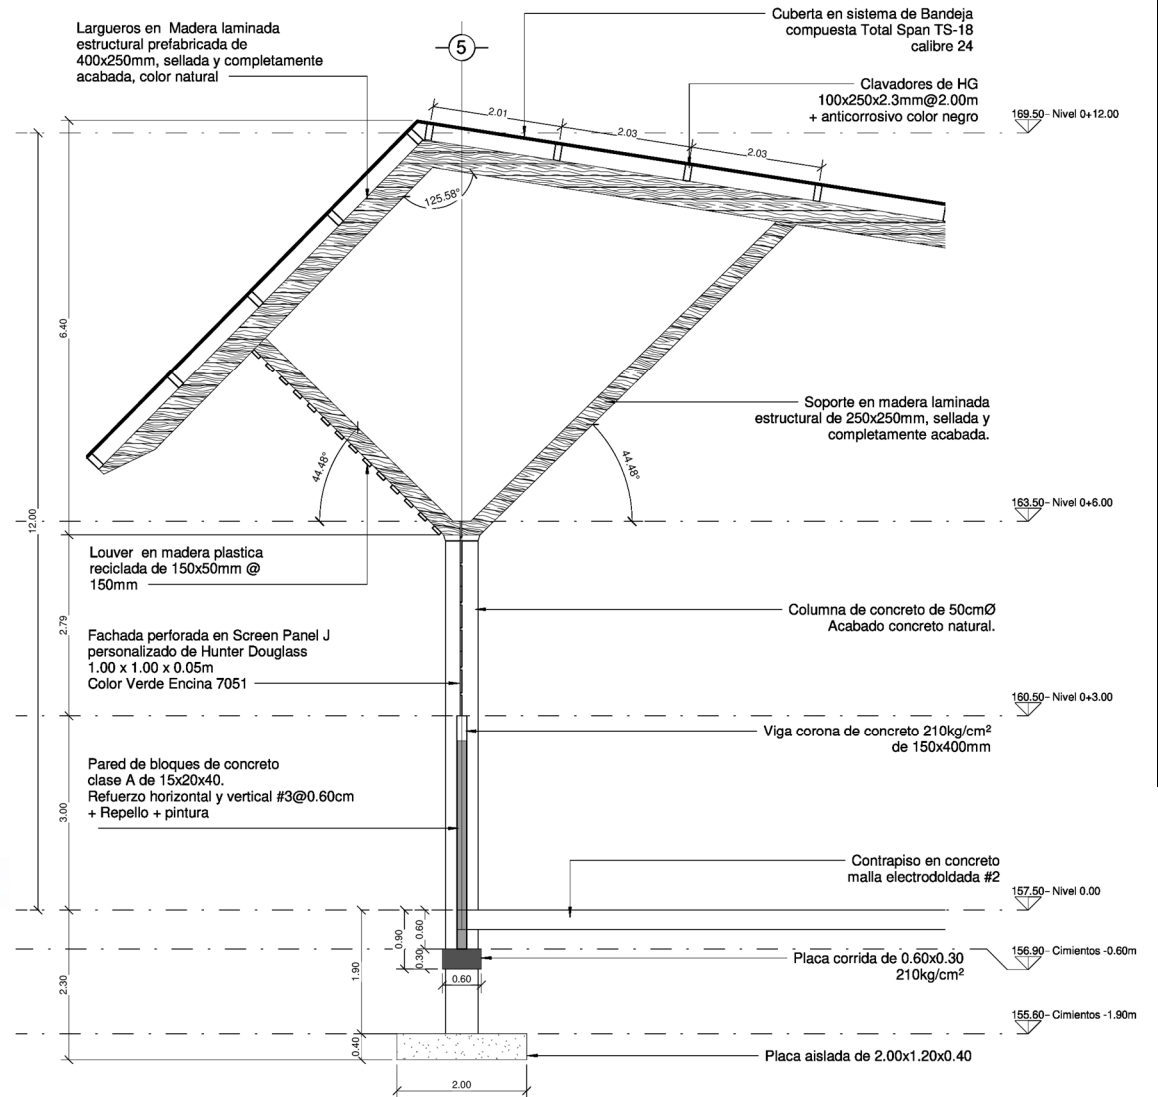 Largueros en Madera laminada
estructural prefabricada de
400x250mm, sellada y completamente
acabada, color natural
5
Cuberta en sistema de Bandeja
compuesta Total Span TS-18
calibre 24
Clavadores de HG
100x250x2.3mm@2.00m
+ anticorrosivo color negro
169.50- Nivel 0+12.00
2.01
2.03
2.03
125.58°
6.40
12.00
Soporte en madera laminada
estructural de 250x250mm, sellada y
completamente acabada.
44.48°
44.48°
163.50- Nivel 0+6.00
Louver en madera plastica
reciclada de 150x50mm @
150mm
2.79
Columna de concreto de 50cmØ
Acabado concreto natural.
Fachada perforada en Screen Panel J
personalizado de Hunter Douglass
1.00 x 1.00 x 0.05m
Color Verde Encina 7051
160.50- Nivel 0+3.00
Viga corona de concreto 210kg/cm²
de 150x400mm
Pared de bloques de concreto
clase A de 15x20x40.
Refuerzo horizontal y vertical #3@0.60cm
+ Repello + pintura
3.00
Contrapiso en concreto
malla electrodoldada #2
157.50- Nivel 0.00
0.60
0.90
0.30
1.90
2.30
0.60
Placa corrida de 0.60x0.30
210kg/cm²
156.90- Cimientos -0.60m
155.60- Cimientos -1.90m
0.40
Placa aislada de 2.00x1.20x0.40
2.00